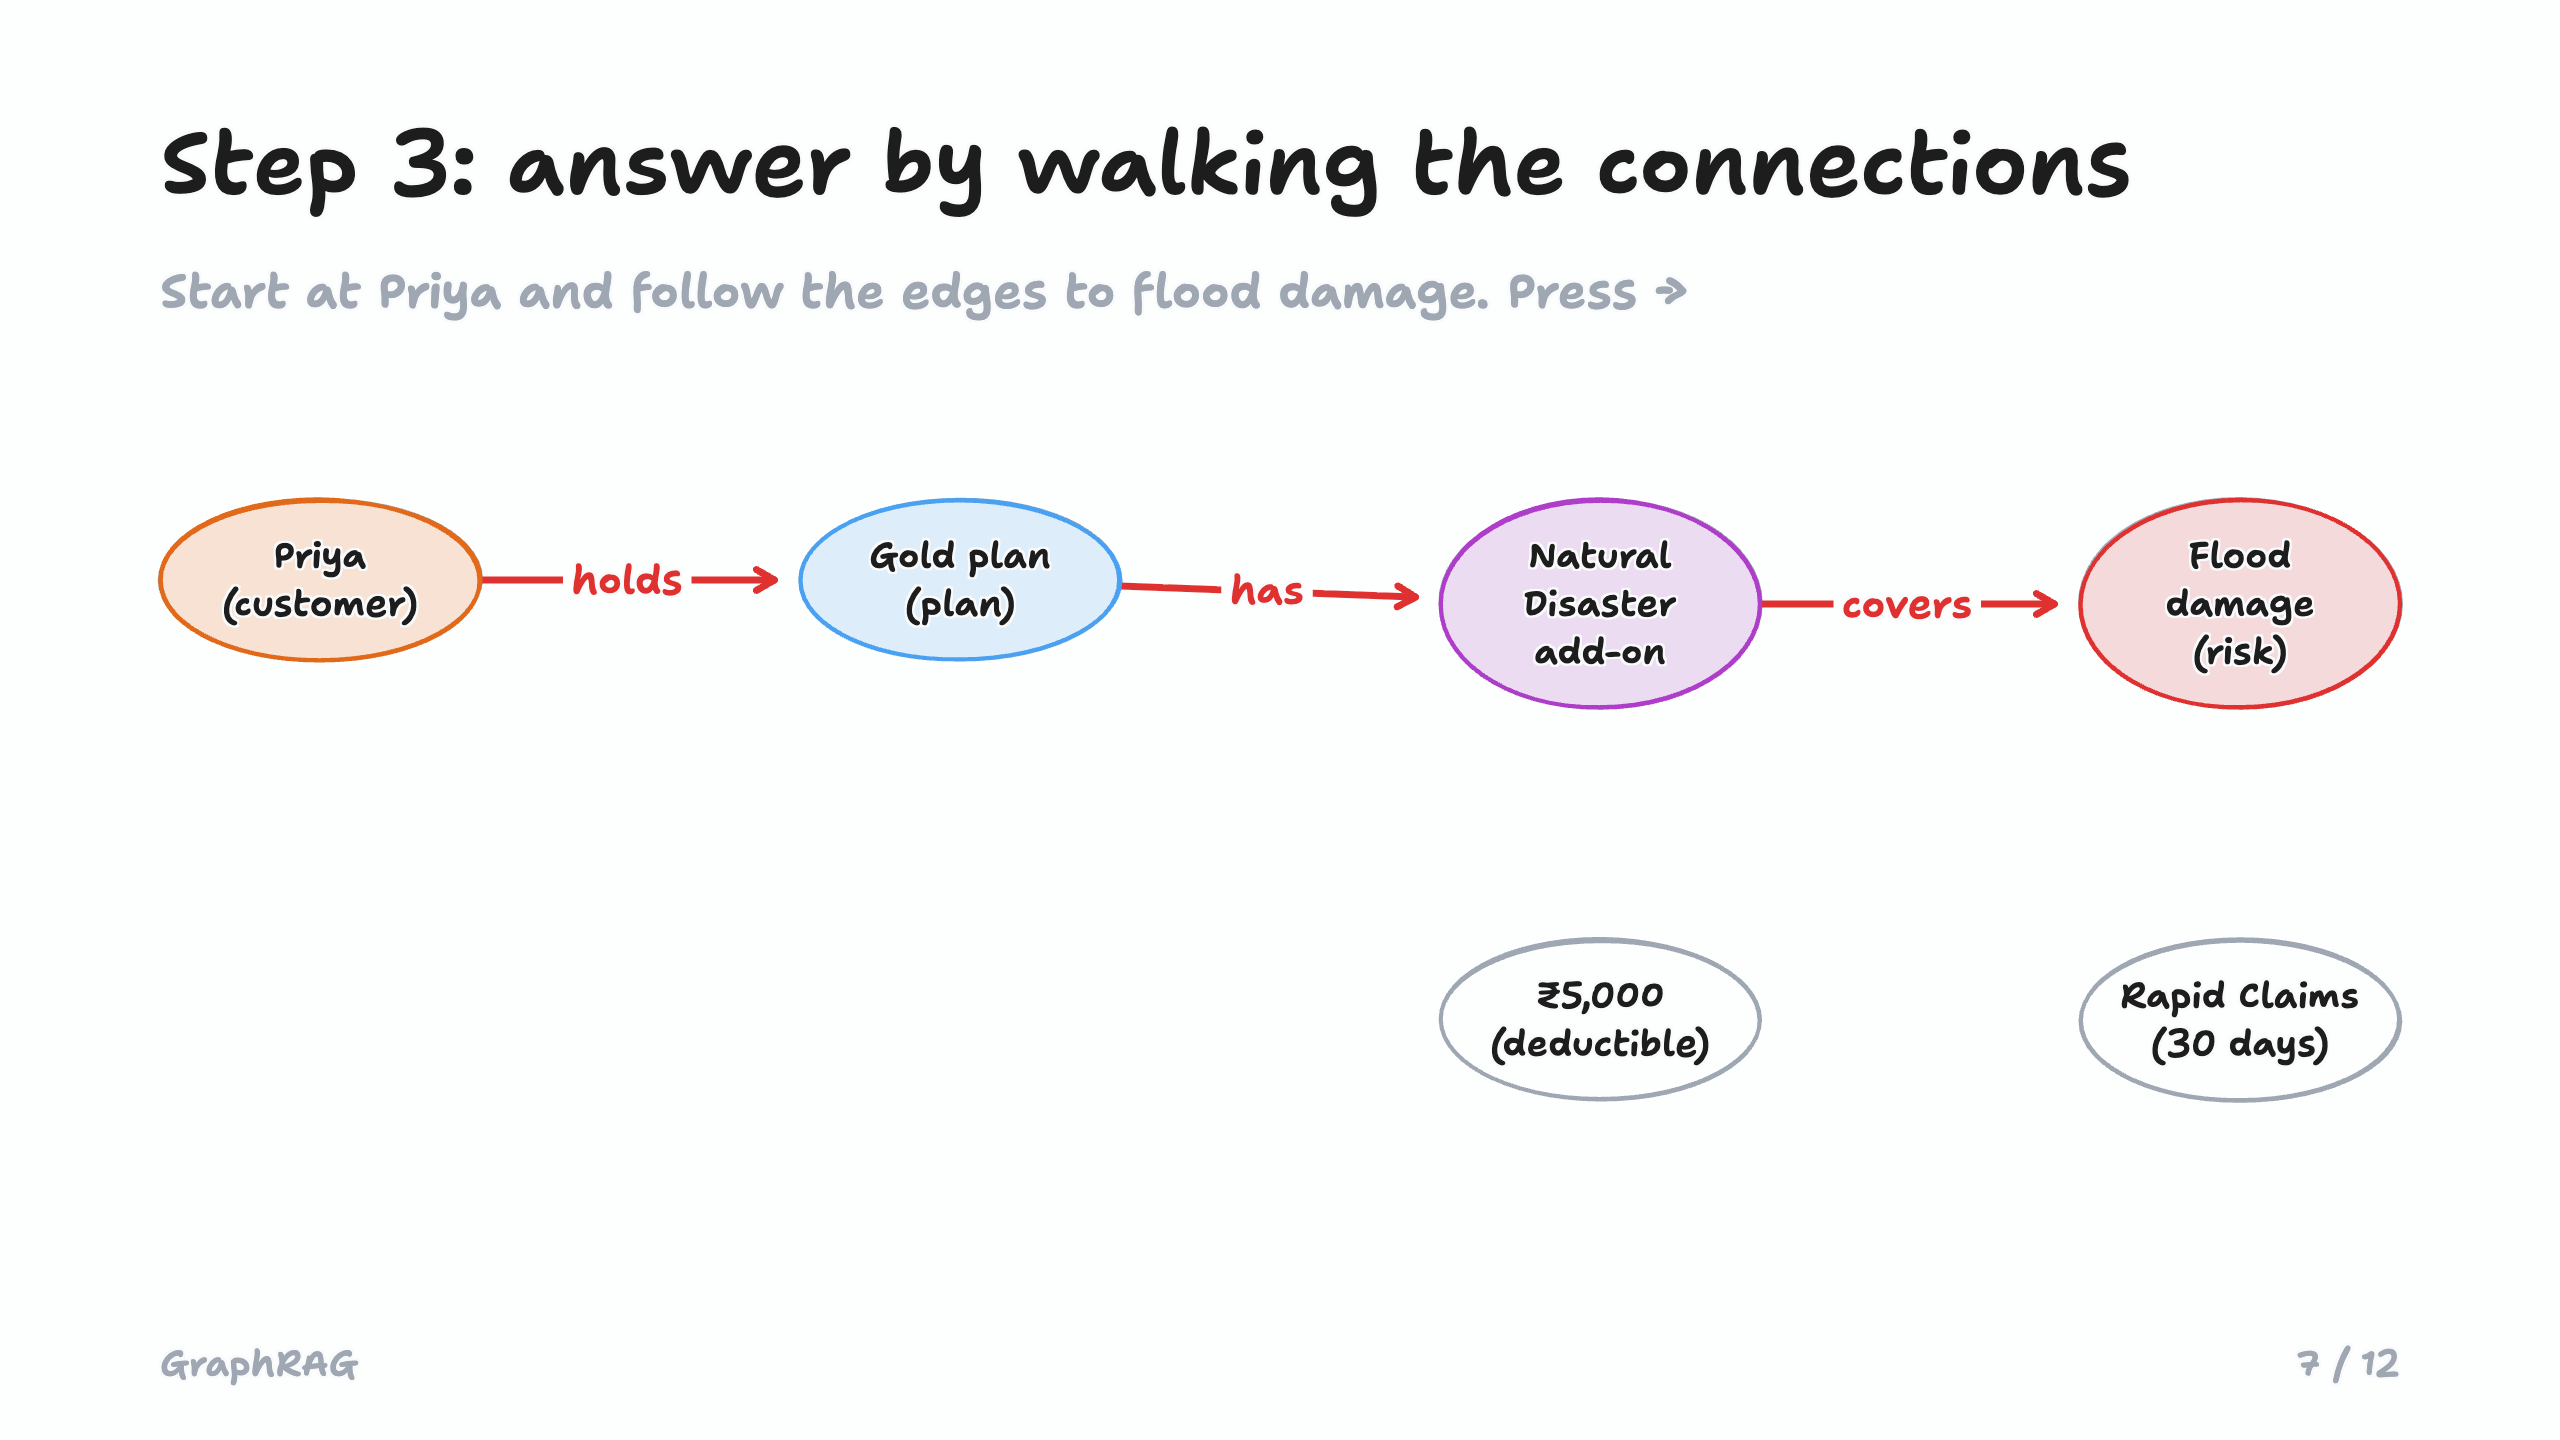 Step 3: answer by walking the connections
Start at Priya and follow the edges to flood damage. Press →
Priya
(customer)
holds
Gold plan
(plan)
has
Natural
Disaster
add-on
covers
Flood
damage
(risk)
₹5,000
(deductible)
Rapid Claims
(30 days)
GraphRAG
7 / 12